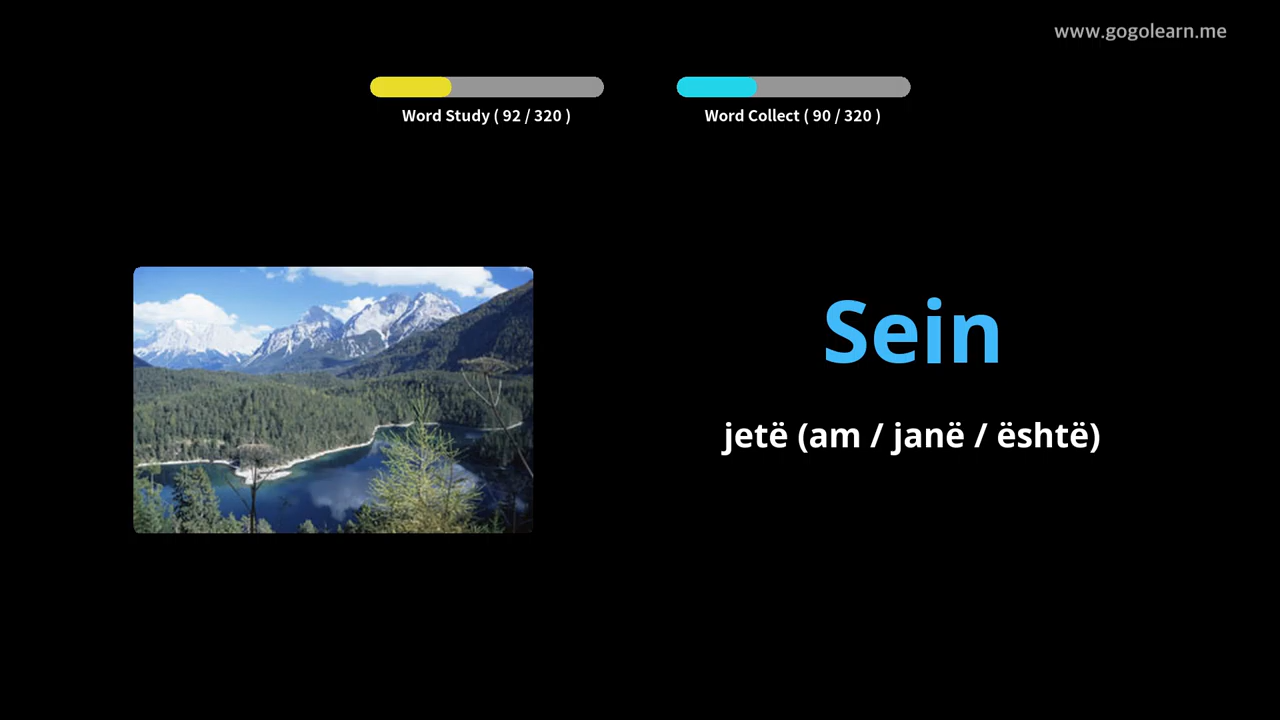 www.gogolearn.me
Word Study ( 92 / 320 )
Word Collect ( 90 / 320 )
Sein
jetë (am / janë / është)